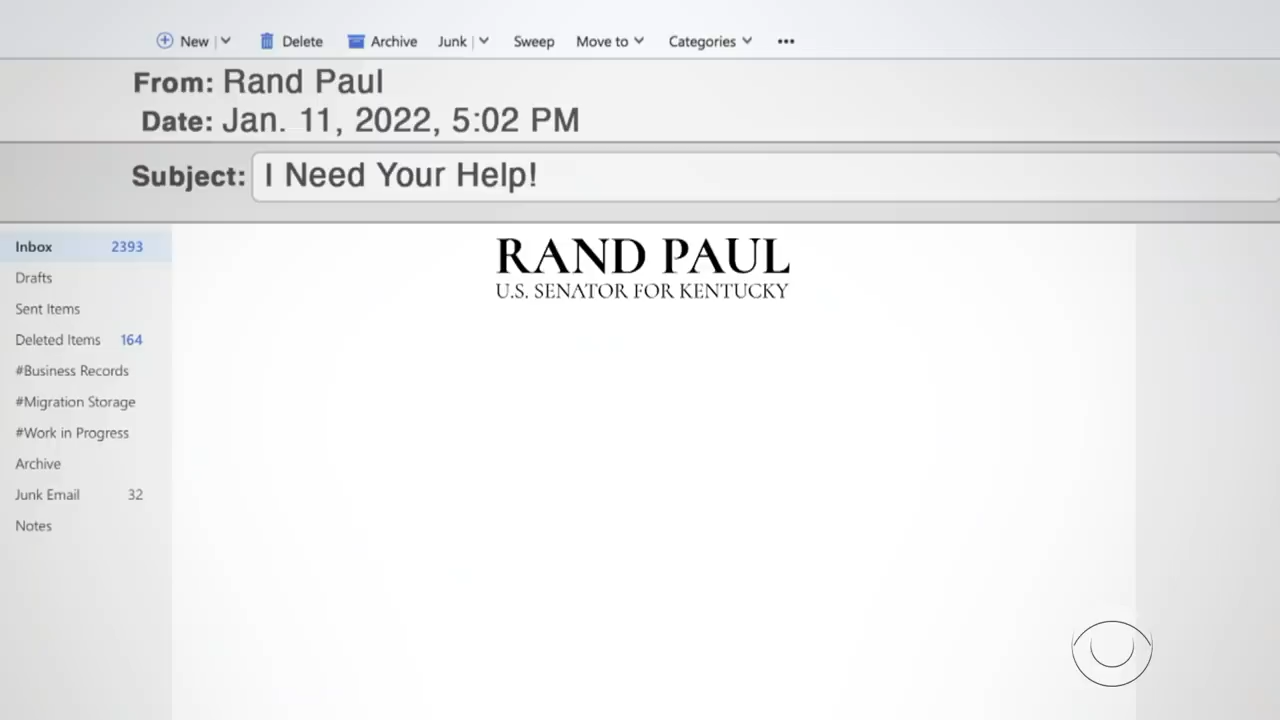 New
Delete
Archive
Junk
Sweep
Move to
Categories
From: Rand Paul
Date: Jan. 11, 2022, 5:02 PM
Subject: I Need Your Help!
Inbox 2393
Drafts
Sent Items
Deleted Items 164
#Business Records
#Migration Storage
#Work in Progress
Archive
Junk Email 32
Notes
RAND PAUL
U.S. SENATOR FOR KENTUCKY